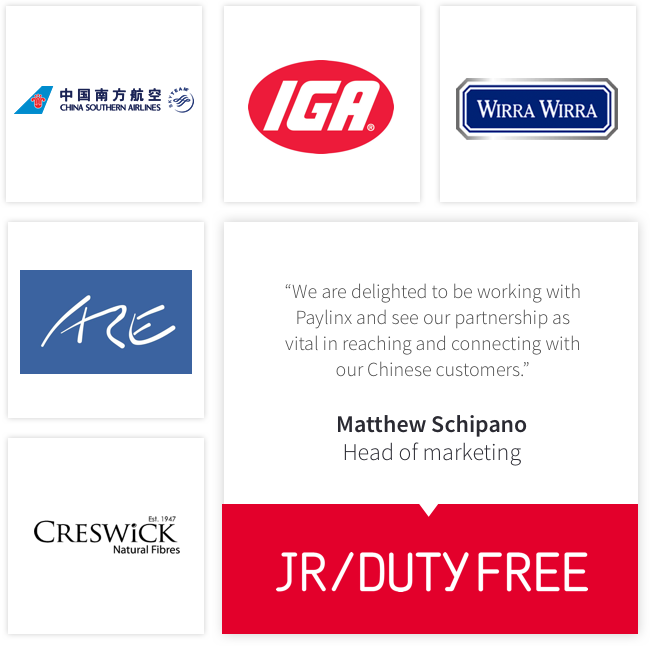 中国南方航空
CHINA SOUTHERN AIRLINES
SKYTEAM
IGA®
WIRRA WIRRA
ARE
“We are delighted to be working with
Paylinx and see our partnership as
vital in reaching and connecting with
our Chinese customers.”
Matthew Schipano
Head of marketing
Est. 1947
CRESWiCK
Natural Fibres
JR/DUTY FREE